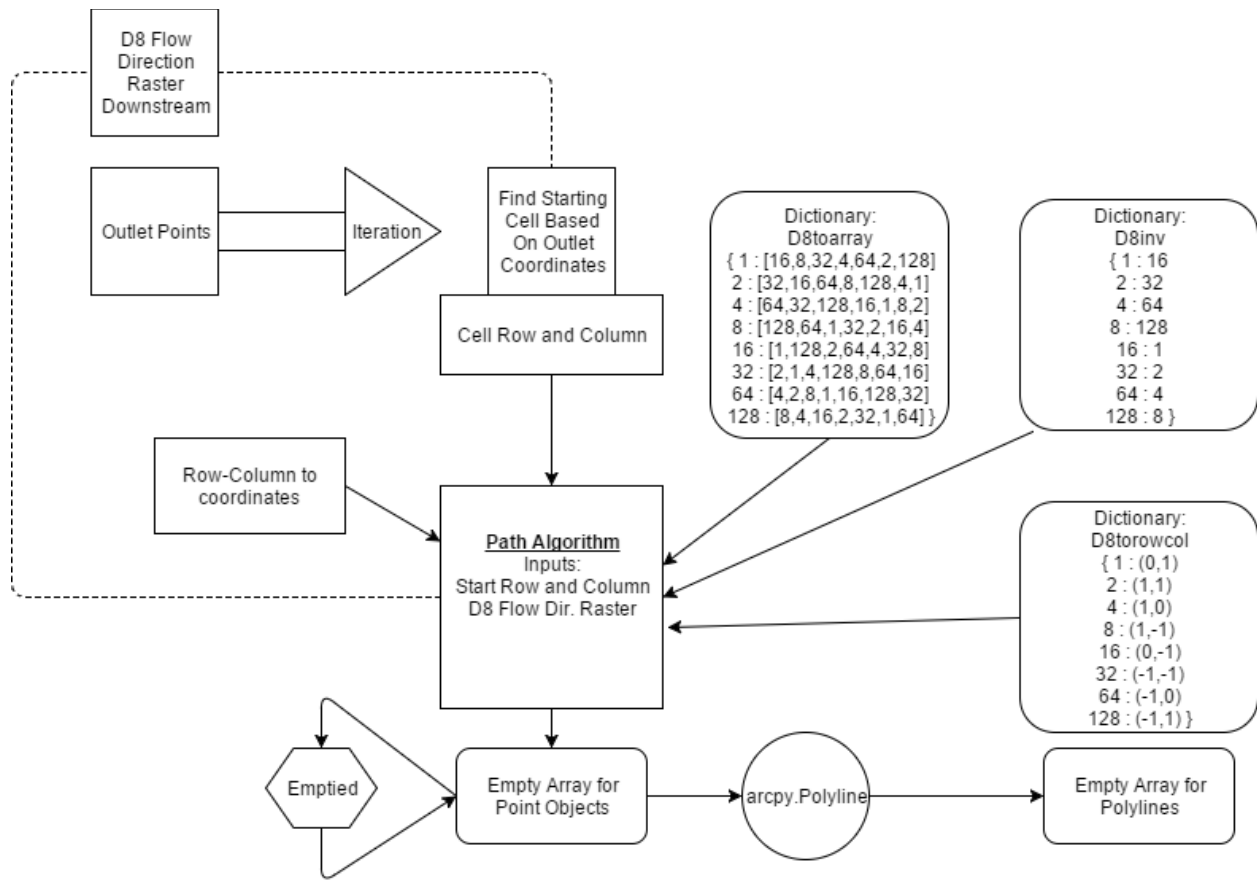 D8 Flow
Direction
Raster
Downstream
Outlet Points
Iteration
Find Starting
Cell Based
On Outlet
Coordinates
Cell Row and Column
Dictionary:
D8toarray
{ 1 : [16,8,32,4,64,2,128]
2 : [32,16,64,8,128,4,1]
4 : [64,32,128,16,1,8,2]
8 : [128,64,1,32,2,16,4]
16 : [1,128,2,64,4,32,8]
32 : [2,1,4,128,8,64,16]
64 : [4,2,8,1,16,128,32]
128 : [8,4,16,2,32,1,64] }
Dictionary:
D8inv
{ 1 : 16
2 : 32
4 : 64
8 : 128
16 : 1
32 : 2
64 : 4
128 : 8 }
Row-Column to
coordinates
Path Algorithm
Inputs:
Start Row and Column
D8 Flow Dir. Raster
Dictionary:
D8torowcol
{ 1 : (0,1)
2 : (1,1)
4 : (1,0)
8 : (1,-1)
16 : (0,-1)
32 : (-1,-1)
64 : (-1,0)
128 : (-1,1) }
Emptied
Empty Array for
Point Objects
arcpy.Polyline
Empty Array for
Polylines